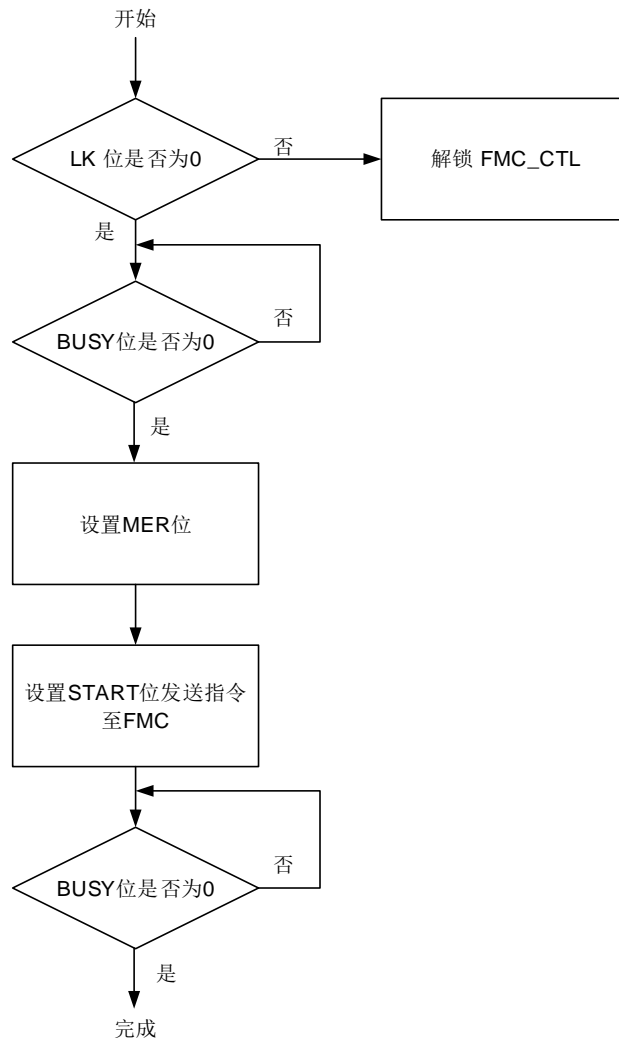 开始
LK 位是否为0
否
解锁 FMC_CTL
是
BUSY位是否为0
否
是
设置MER位
设置START位发送指令
至FMC
BUSY位是否为0
否
是
完成